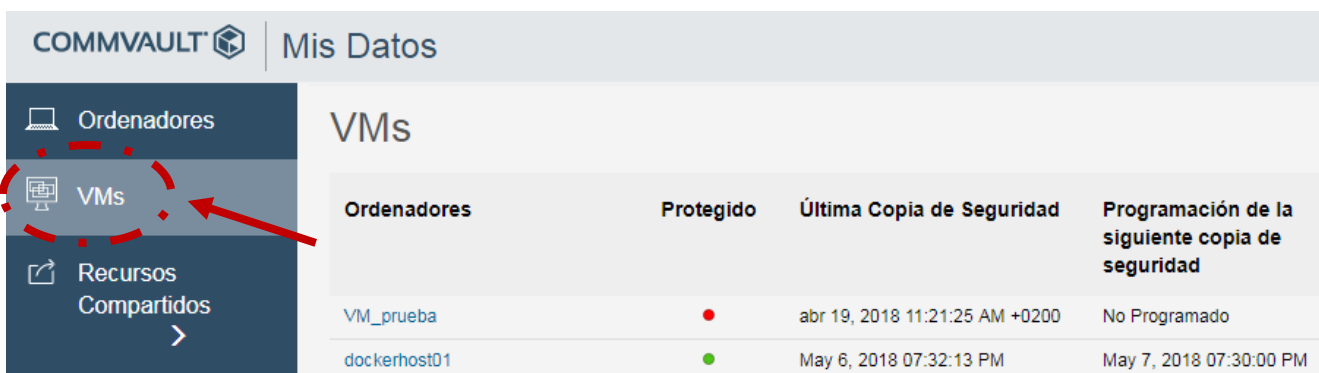 COMMVAULT Mis Datos
Ordenadores
VMs
Recursos
Compartidos
VMs
Ordenadores Protegido Última Copia de Seguridad Programación de la
siguiente copia de
seguridad
VM_prueba abr 19, 2018 11:21:25 AM +0200 No Programado
dockerhost01 May 6, 2018 07:32:13 PM May 7, 2018 07:30:00 PM